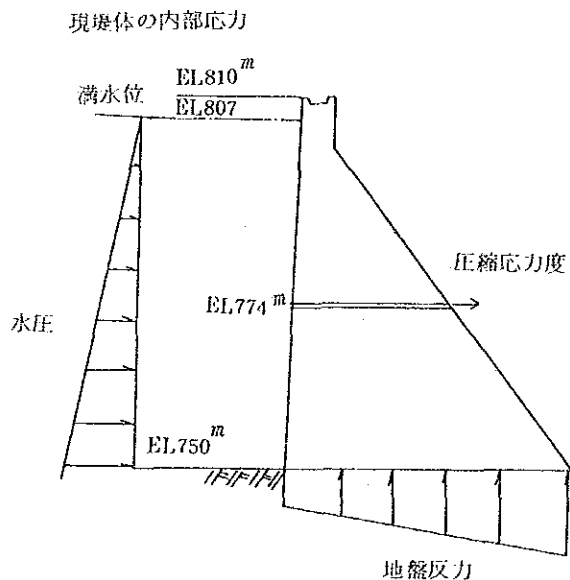 現堤体の内部応力
EL810m
満水位
EL807
圧縮応力度
EL774m
水圧
EL750m
地盤反力